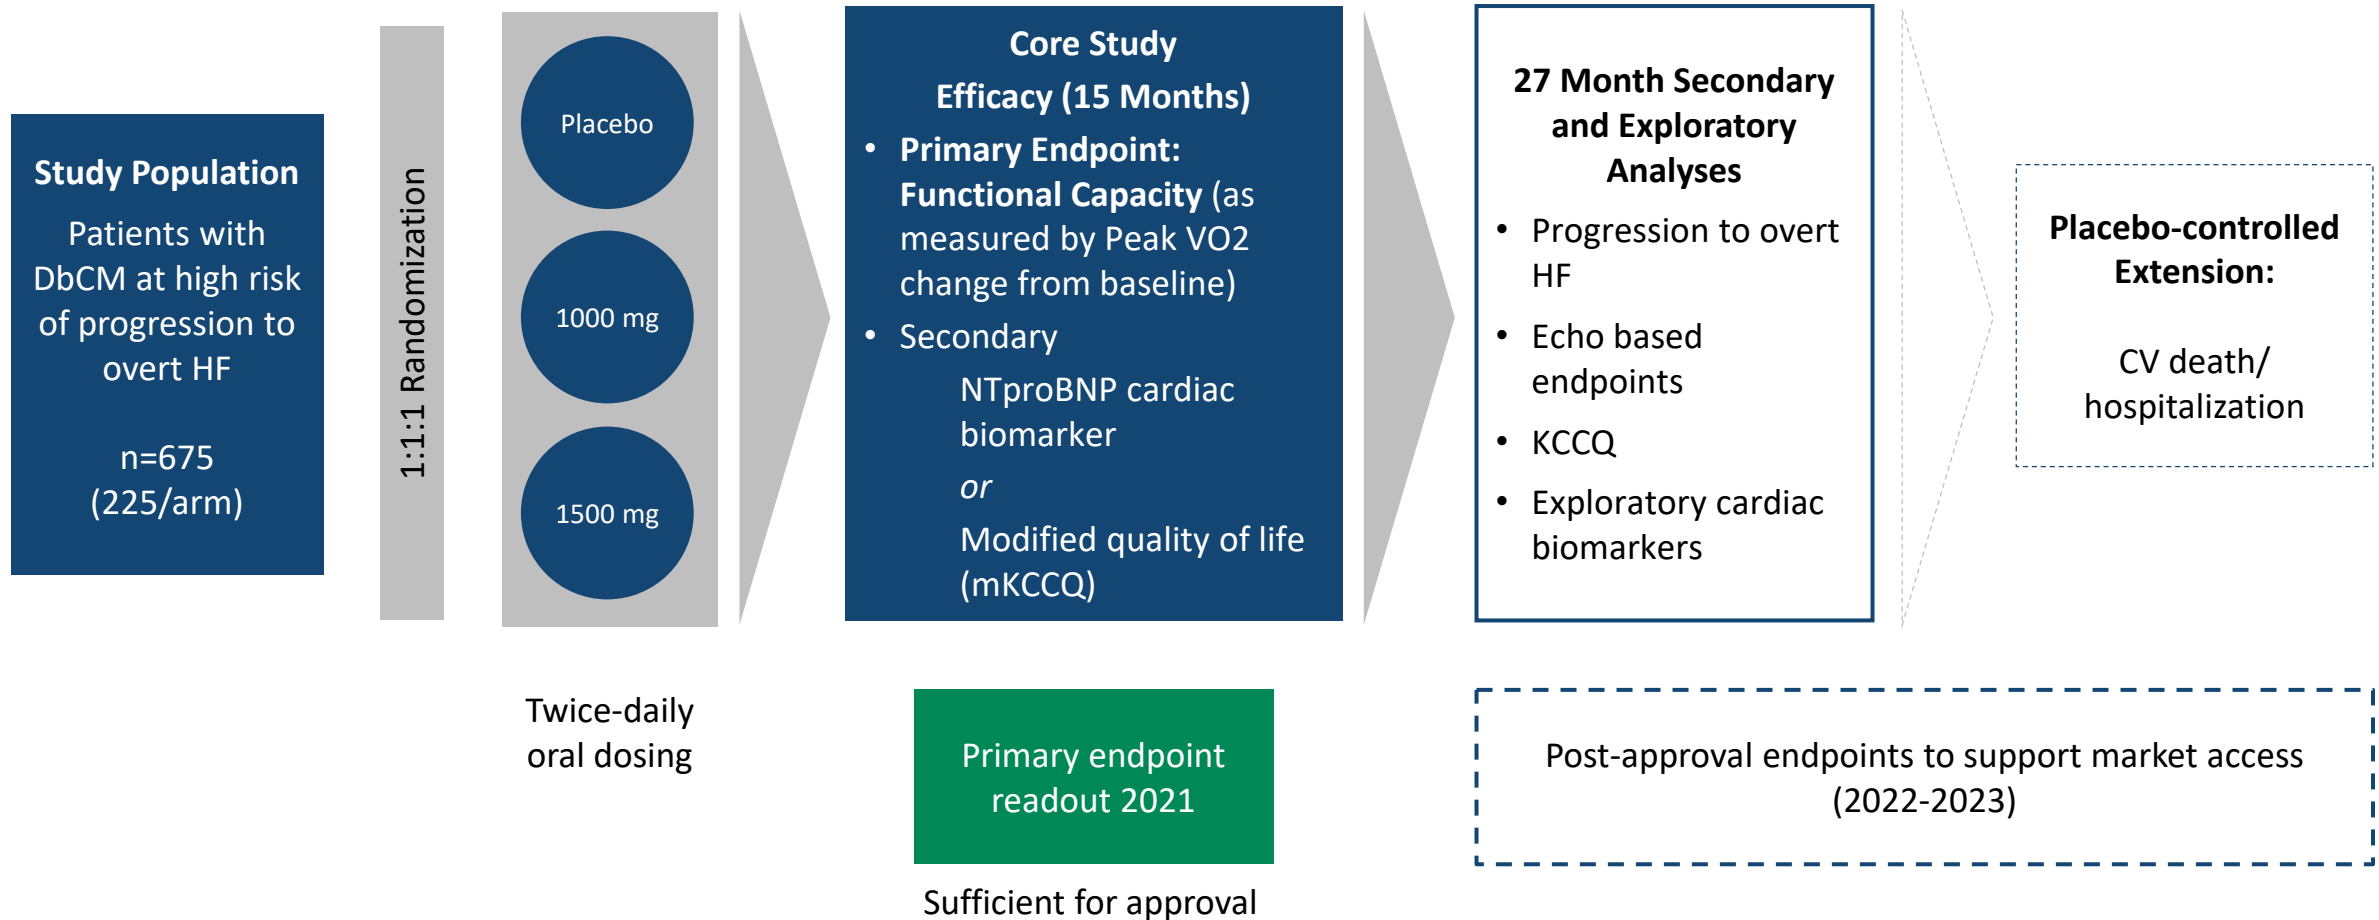 Study Population
Patients with
DbCM at high risk
of progression to
overt HF
n=675
(225/arm)
1:1:1 Randomization
Placebo
1000 mg
1500 mg
Twice-daily
oral dosing
Core Study
Efficacy (15 Months)
• Primary Endpoint:
Functional Capacity (as
measured by Peak VO2
change from baseline)
• Secondary
NTproBNP cardiac
biomarker
or
Modified quality of life
(mKCCQ)
Primary endpoint
readout 2021
Sufficient for approval
27 Month Secondary
and Exploratory
Analyses
• Progression to overt
HF
• Echo based
endpoints
• KCCQ
• Exploratory cardiac
biomarkers
Placebo-controlled
Extension:
CV death/
hospitalization
Post-approval endpoints to support market access
(2022-2023)